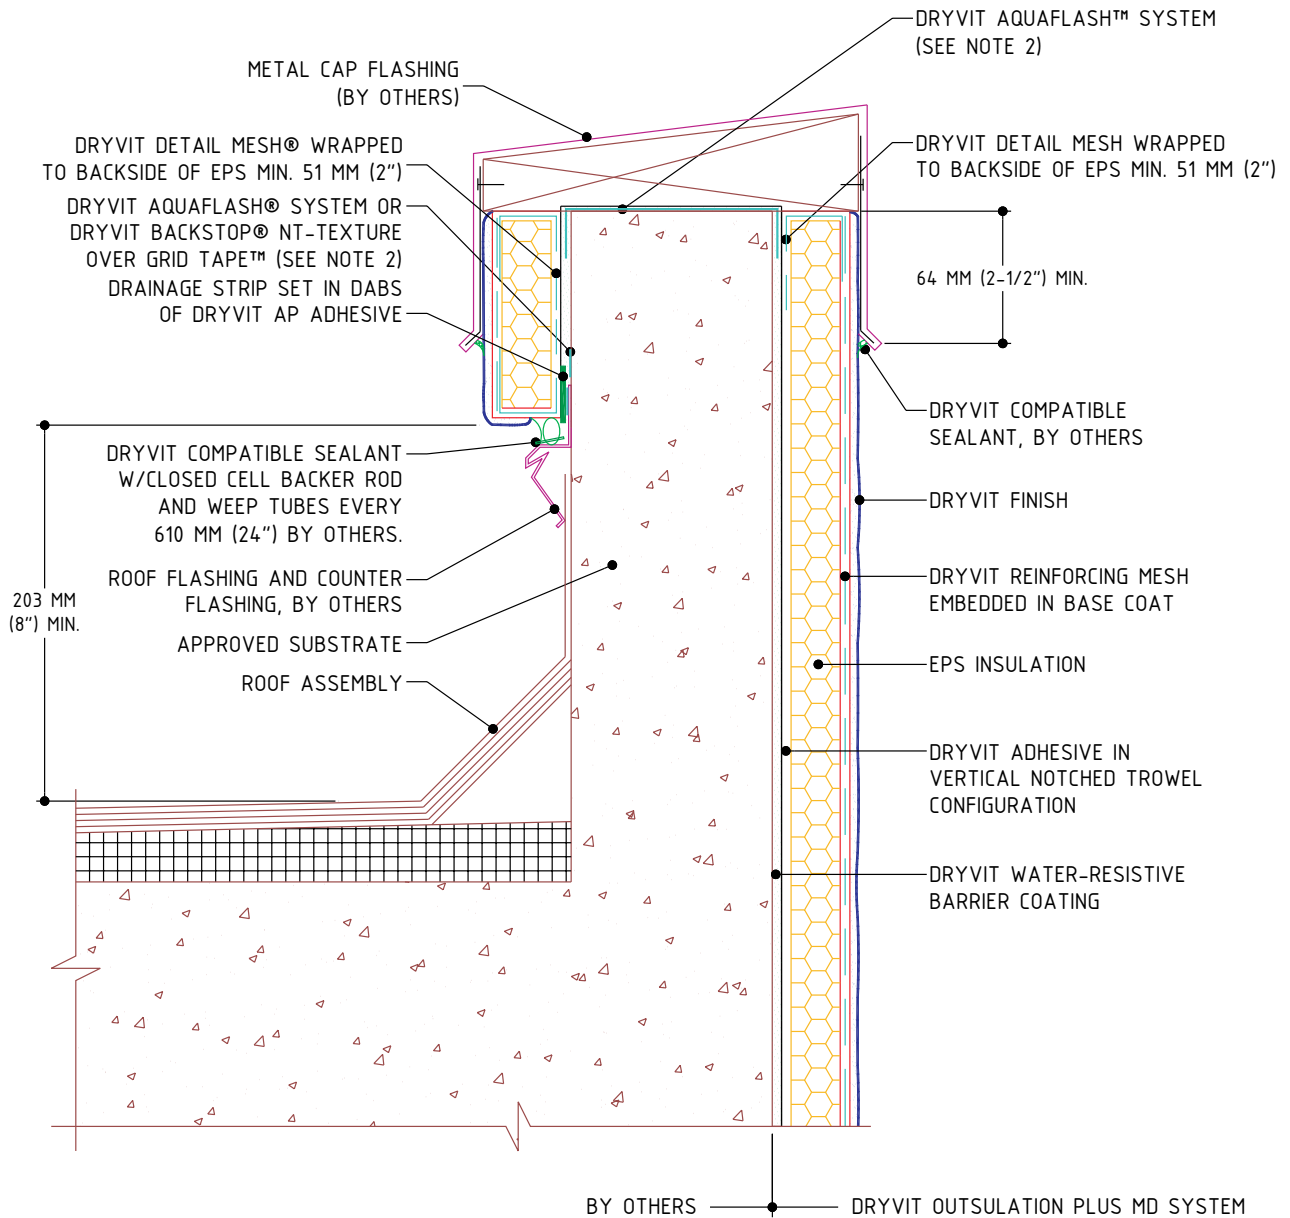 DRYVIT AQUAFLASH™ SYSTEM
(SEE NOTE 2)
METAL CAP FLASHING
(BY OTHERS)
DRYVIT DETAIL MESH® WRAPPED
TO BACKSIDE OF EPS MIN. 51 MM (2")
DRYVIT AQUAFLASH® SYSTEM OR
DRYVIT BACKSTOP® NT-TEXTURE
OVER GRID TAPE™ (SEE NOTE 2)
DRAINAGE STRIP SET IN DABS
OF DRYVIT AP ADHESIVE
DRYVIT DETAIL MESH WRAPPED
TO BACKSIDE OF EPS MIN. 51 MM (2")
64 MM (2-1/2") MIN.
DRYVIT COMPATIBLE
SEALANT, BY OTHERS
DRYVIT COMPATIBLE SEALANT
W/CLOSED CELL BACKER ROD
AND WEEP TUBES EVERY
610 MM (24") BY OTHERS.
DRYVIT FINISH
ROOF FLASHING AND COUNTER
FLASHING, BY OTHERS
DRYVIT REINFORCING MESH
EMBEDDED IN BASE COAT
203 MM
(8") MIN.
APPROVED SUBSTRATE
ROOF ASSEMBLY
EPS INSULATION
DRYVIT ADHESIVE IN
VERTICAL NOTCHED TROWEL
CONFIGURATION
DRYVIT WATER-RESISTIVE
BARRIER COATING
BY OTHERS
DRYVIT OUTSULATION PLUS MD SYSTEM